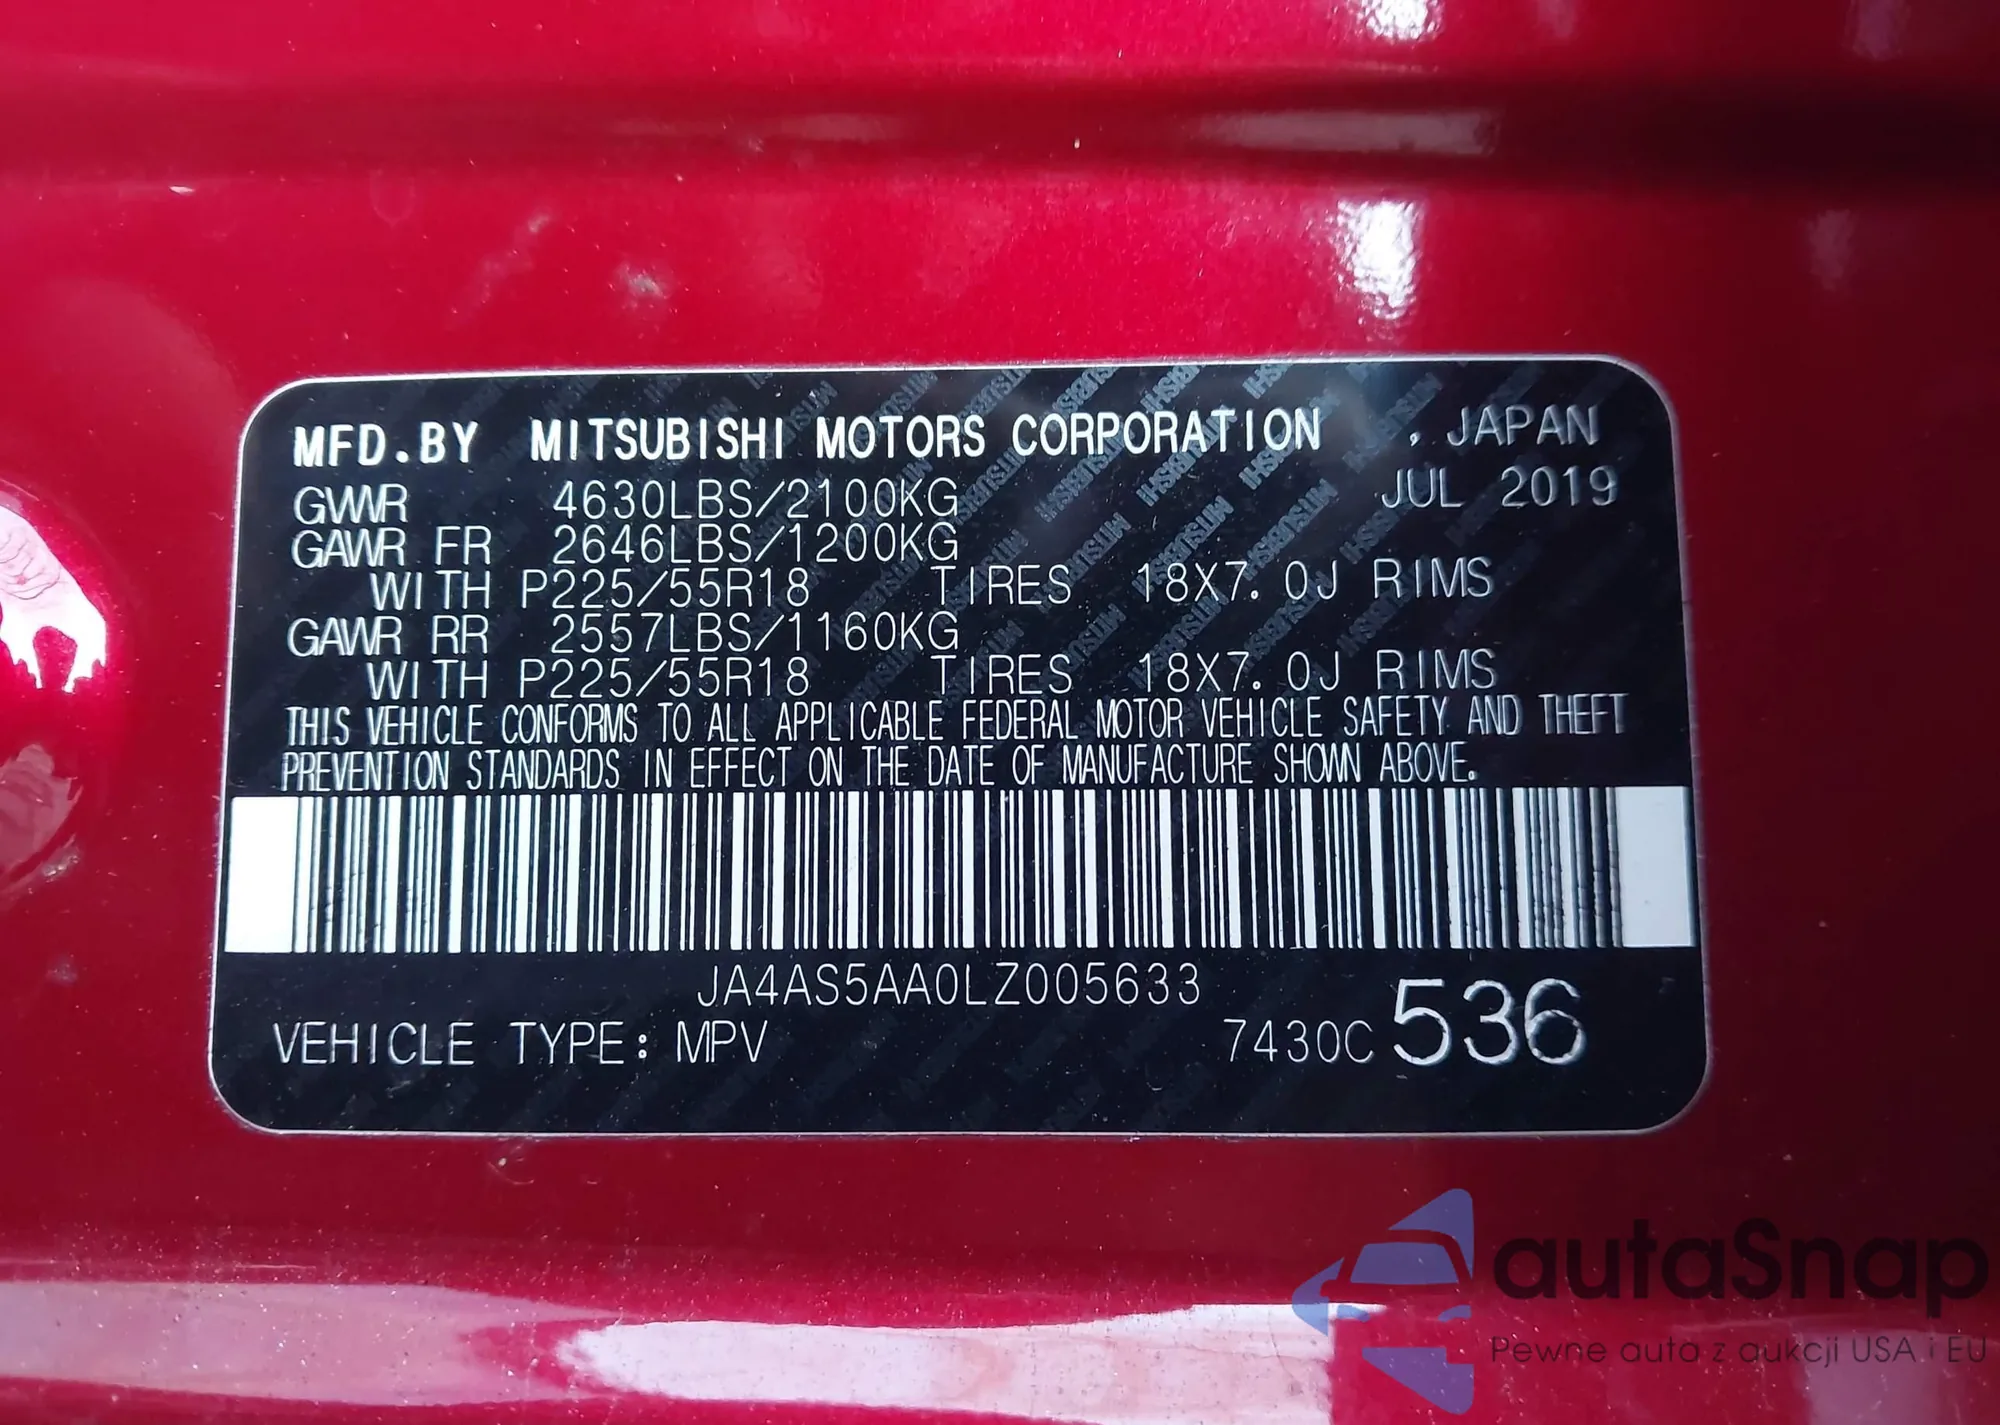 MFD.BY MITSUBISHI MOTORS CORPORATION , JAPAN
GVWR 4630LBS/2100KG JUL 2019
GAWR FR 2646LBS/1200KG
WITH P225/55R18 TIRES 18X7.0J RIMS
GAWR RR 2557LBS/1160KG
WITH P225/55R18 TIRES 18X7.0J RIMS
THIS VEHICLE CONFORMS TO ALL APPLICABLE FEDERAL MOTOR VEHICLE SAFETY AND THEFT
PREVENTION STANDARDS IN EFFECT ON THE DATE OF MANUFACTURE SHOWN ABOVE.
JA4AS5AA0LZ005633
VEHICLE TYPE: MPV 7430C 536
autaSnap
Pewne auta z aukcji USA i EU